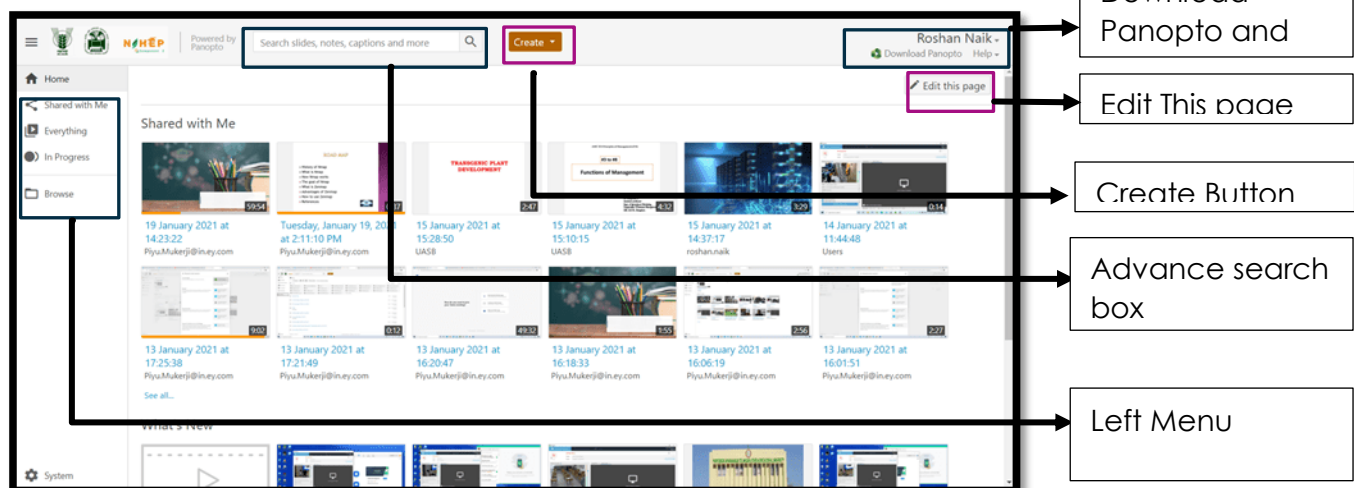 Download
Panopto and
NAHEP
Powered by
Panopto
Search slides, notes, captions and more
Create
Roshan Naik
Download Panopto Help
Home
Edit this page
Edit This page
Shared with Me
Everything
In Progress
Browse
Shared with Me
ROAD MAP
TRANSGENIC PLANT
DEVELOPMENT
Functions of Management
59:54
2:47
4:32
3:29
0:14
Create Button
19 January 2021 at
14:23:22
Piyu.Mukerji@in.ey.com
Tuesday, January 19, 2021
at 2:11:10 PM
Piyu.Mukerji@in.ey.com
15 January 2021 at
15:28:50
UASB
15 January 2021 at
15:10:15
UASB
15 January 2021 at
14:37:17
roshan.naik
14 January 2021 at
11:44:48
Users
Advance search
box
9:02
0:12
49:32
1:55
2:56
2:27
13 January 2021 at
17:25:38
Piyu.Mukerji@in.ey.com
13 January 2021 at
17:21:49
Piyu.Mukerji@in.ey.com
13 January 2021 at
16:20:47
Piyu.Mukerji@in.ey.com
13 January 2021 at
16:18:33
Piyu.Mukerji@in.ey.com
13 January 2021 at
16:06:19
Piyu.Mukerji@in.ey.com
13 January 2021 at
16:01:51
Piyu.Mukerji@in.ey.com
See all...
Left Menu
What's New
System